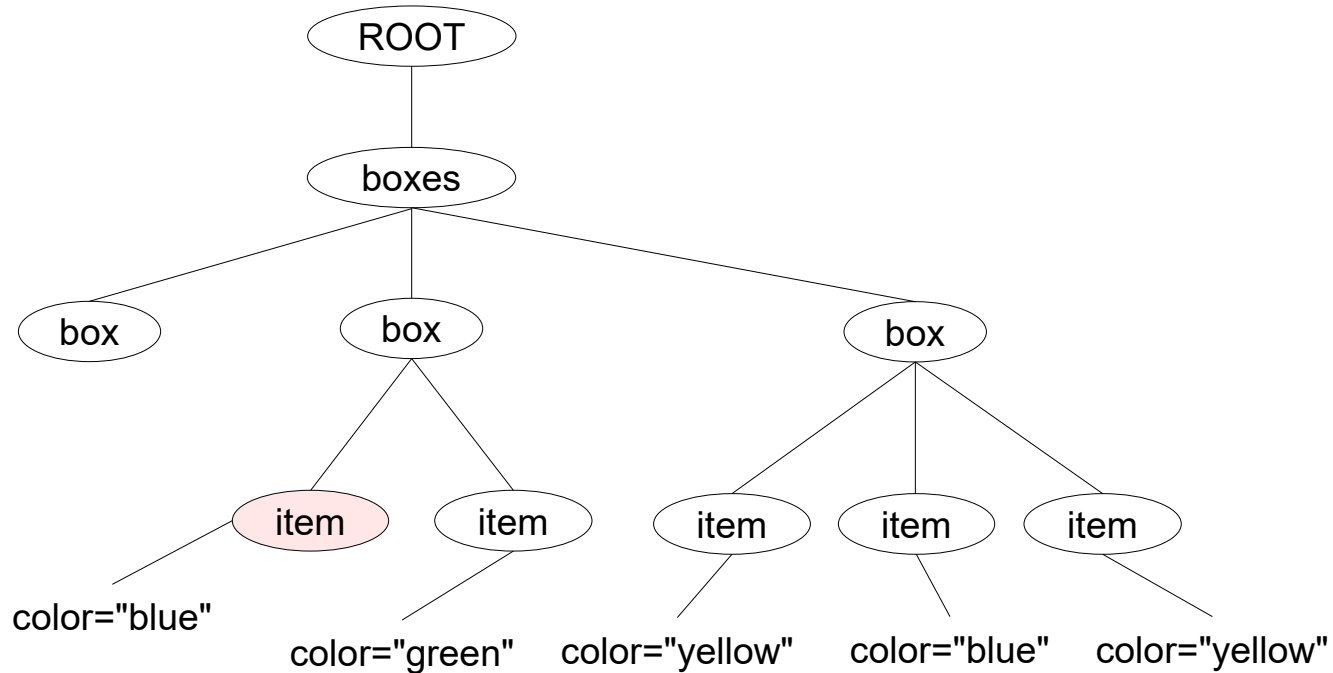 ROOT
boxes
box
box
box
item
item
item
item
item
color="blue"
color="green"
color="yellow"
color="blue"
color="yellow"